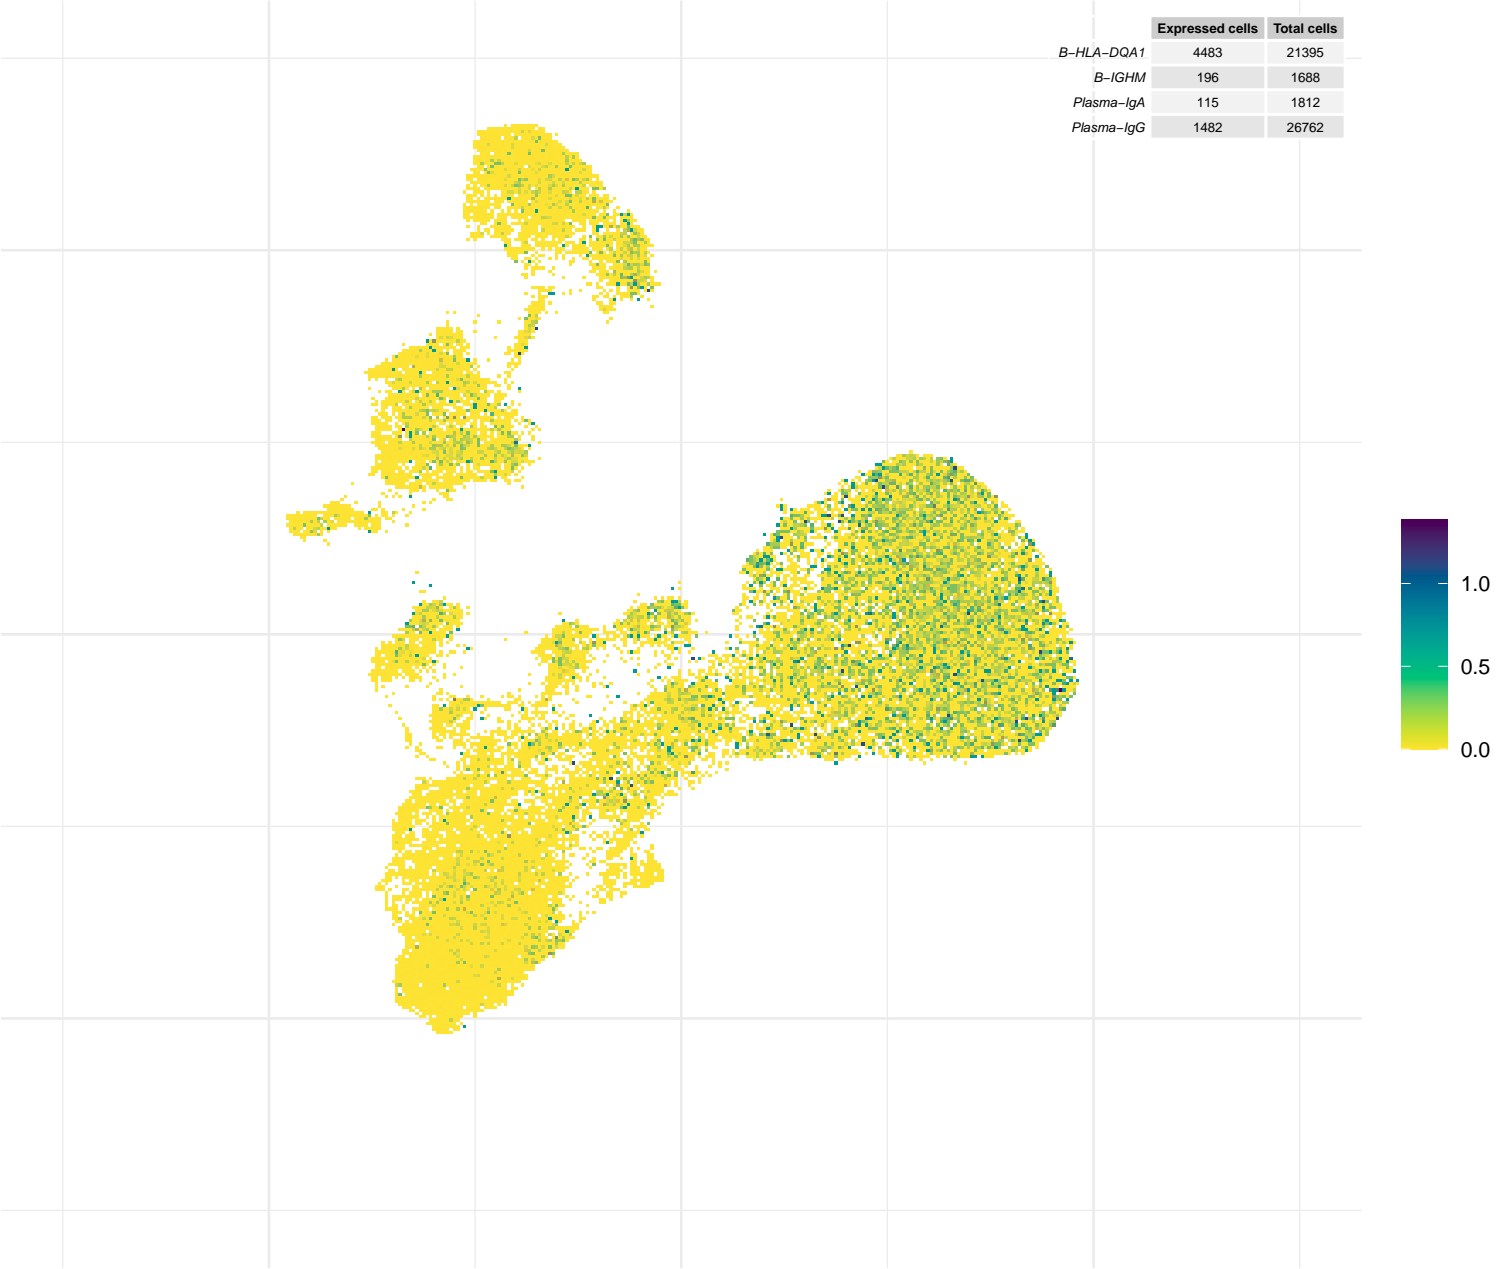 Expressed cells Total cells
B−HLA−DQA1 4483 21395
B−IGHM 196 1688
Plasma−IgA 115 1812
Plasma−IgG 1482 26762
1.0
0.5
0.0